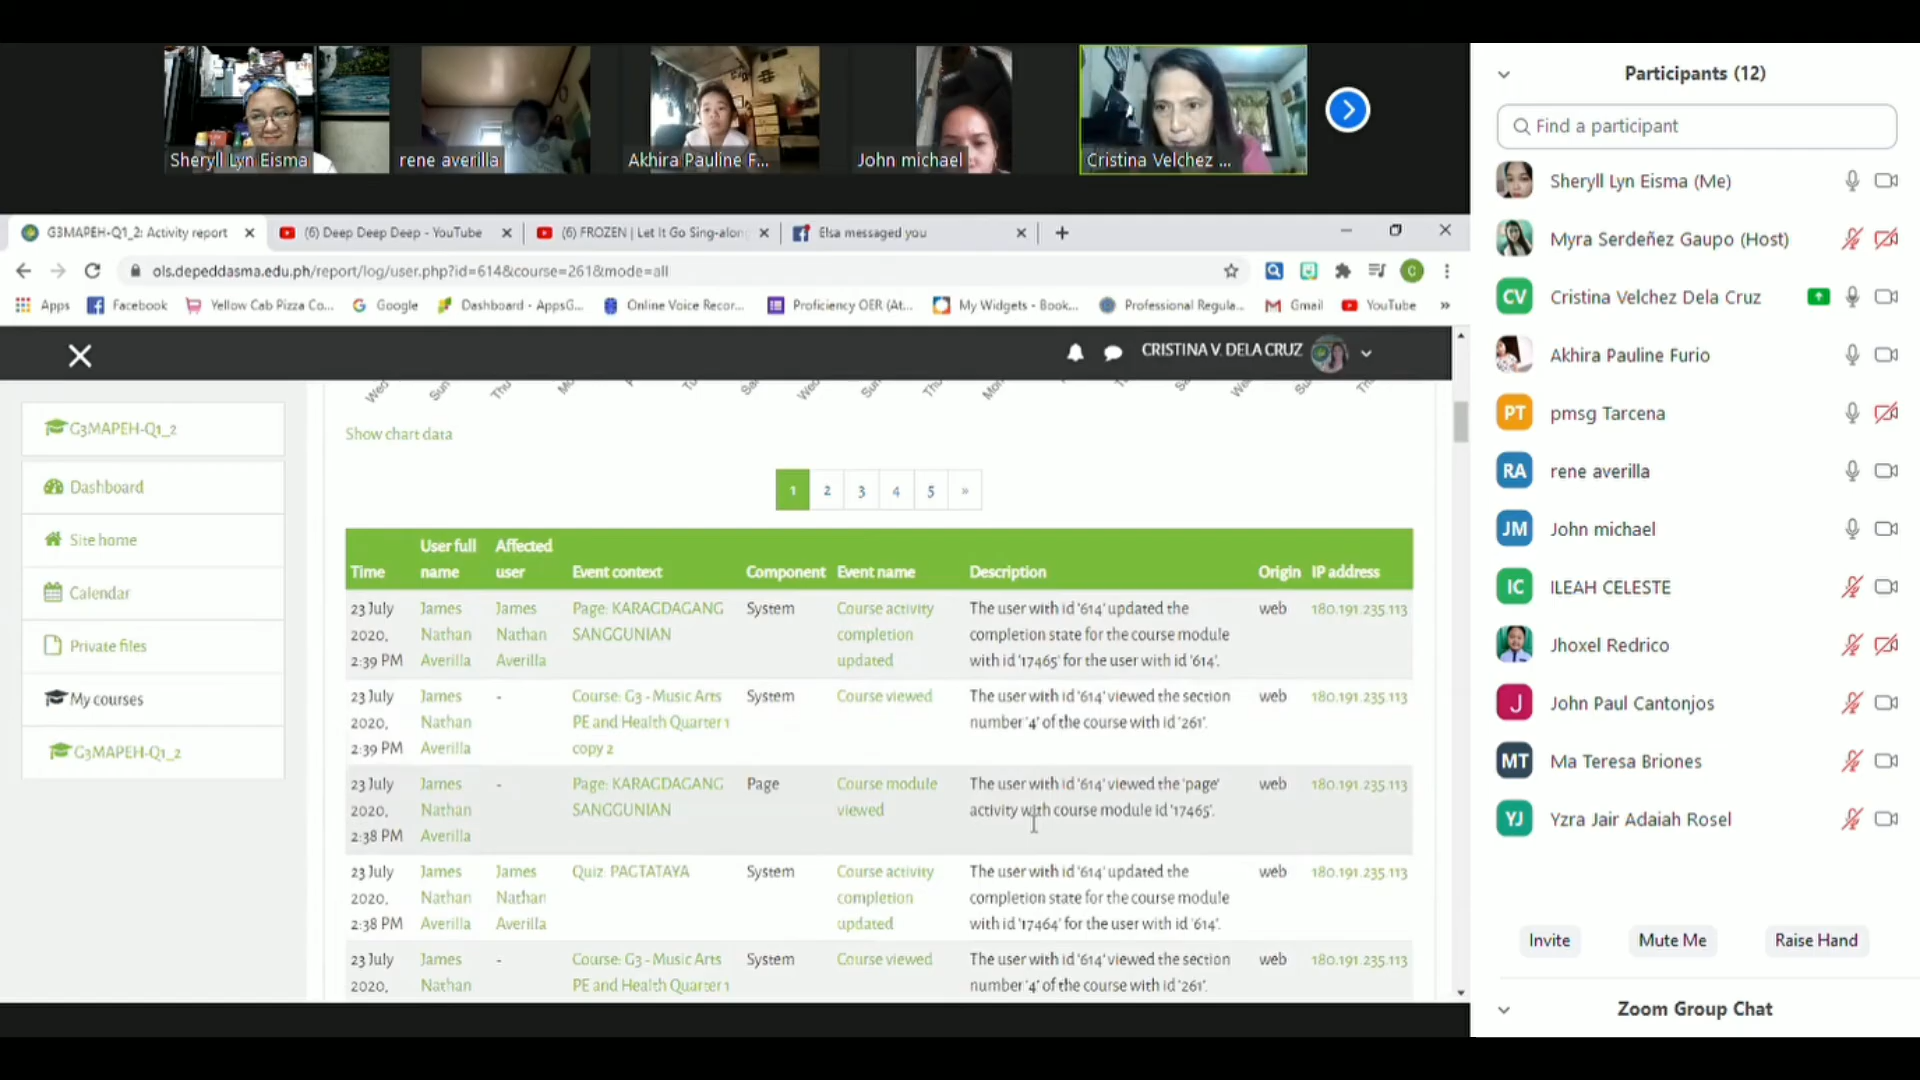 Sheryll Lyn Eisma
rene averilla
Akhira Pauline F...
John michael
Cristina Velchez ...
G3MAPEH-Q1_2: Activity report
(6) Deep Deep Deep - YouTube
(6) FROZEN | Let It Go Sing-along
Elsa messaged you
ols.depeddasma.edu.ph/report/log/user.php?id=614&course=261&mode=all
C
Apps
Facebook
Yellow Cab Pizza Co...
Google
Dashboard - AppsG...
Online Voice Recor...
Proficiency OER (At...
My Widgets - Book...
Professional Regula...
Gmail
YouTube
»
CRISTINA V. DELA CRUZ
Wed
Sun
Thu
Sun
Thu
Mon
G3MAPEH-Q1_2
Dashboard
Site home
Calendar
Private files
My courses
G3MAPEH-Q1_2
Show chart data
1 2 3 4 5 »
Time
User full name
Affected user
Event context
Component
Event name
Description
Origin
IP address
23 July 2020, 2:39 PM
James Nathan Averilla
James Nathan Averilla
Page: KARAGDAGANG SANGGUNIAN
System
Course activity completion updated
The user with id '614' updated the completion state for the course module with id '17465' for the user with id '614'.
web
180.191.235.113
23 July 2020, 2:39 PM
James Nathan Averilla
-
Course: G3 - Music Arts PE and Health Quarter 1 copy 2
System
Course viewed
The user with id '614' viewed the section number '4' of the course with id '261'.
web
180.191.235.113
23 July 2020, 2:38 PM
James Nathan Averilla
-
Page: KARAGDAGANG SANGGUNIAN
Page
Course module viewed
The user with id '614' viewed the 'page' activity with course module id '17465'.
web
180.191.235.113
23 July 2020, 2:38 PM
James Nathan Averilla
James Nathan Averilla
Quiz: PAGTATAYA
System
Course activity completion updated
The user with id '614' updated the completion state for the course module with id '17464' for the user with id '614'.
web
180.191.235.113
23 July 2020,
James Nathan
-
Course: G3 - Music Arts PE and Health Quarter 1
System
Course viewed
The user with id '614' viewed the section number '4' of the course with id '261'.
web
180.191.235.113
Participants (12)
Find a participant
Sheryll Lyn Eisma (Me)
Myra Serdeñez Gaupo (Host)
CV
Cristina Velchez Dela Cruz
Akhira Pauline Furio
PT
pmsg Tarcena
RA
rene averilla
JM
John michael
IC
ILEAH CELESTE
Jhoxel Redrico
J
John Paul Cantonjos
MT
Ma Teresa Briones
YJ
Yzra Jair Adaiah Rosel
Invite
Mute Me
Raise Hand
Zoom Group Chat